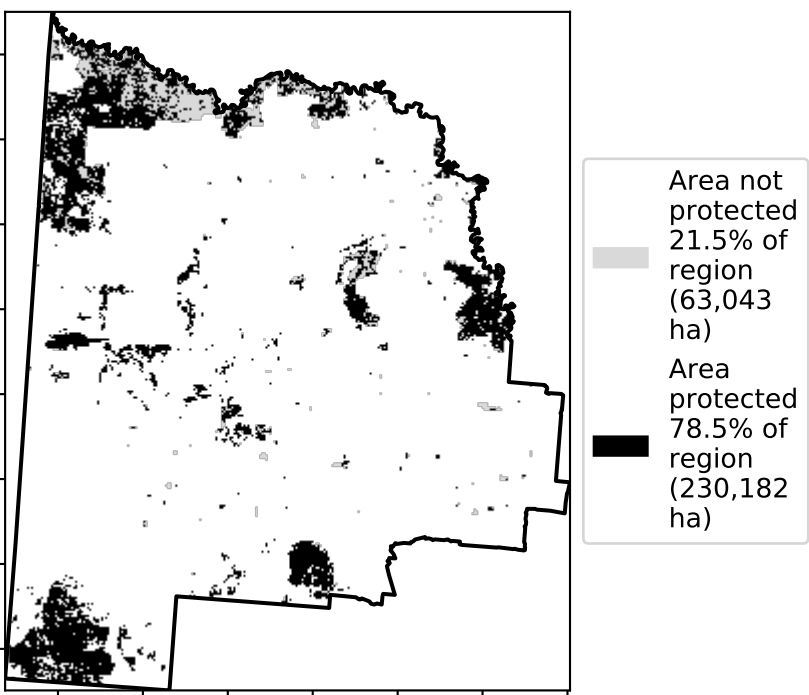 Area not
protected
21.5% of
region
(63,043
ha)
Area
protected
78.5% of
region
(230,182
ha)